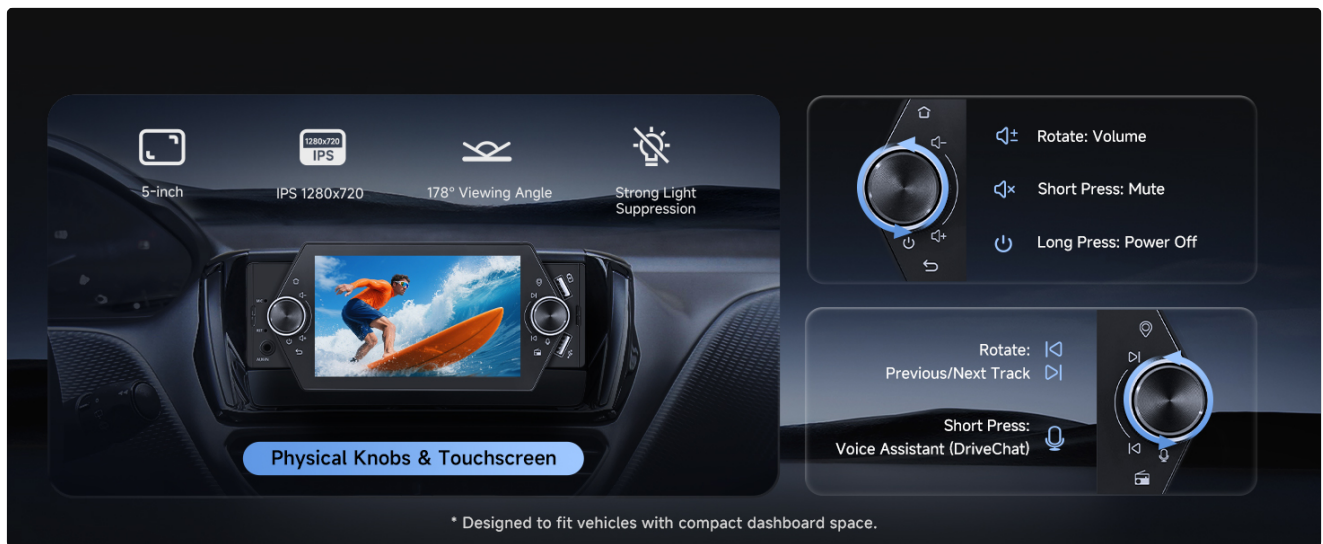 5-inch
1280x720
IPS
IPS 1280x720
178° Viewing Angle
Strong Light
Suppression
Physical Knobs & Touchscreen
Rotate: Volume
Short Press: Mute
Long Press: Power Off
Rotate:
Previous/Next Track
Short Press:
Voice Assistant (DriveChat)
* Designed to fit vehicles with compact dashboard space.